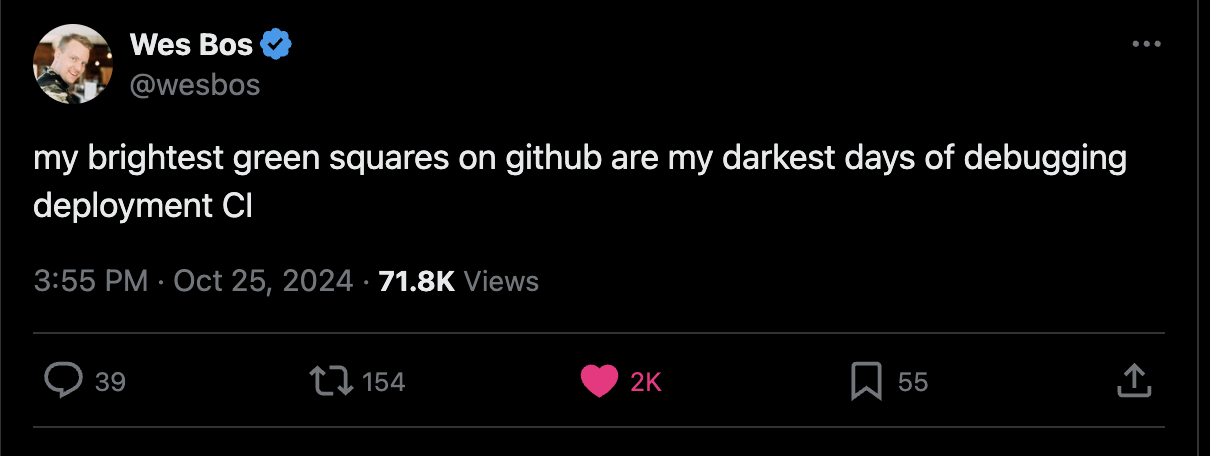 Wes Bos
@wesbos
my brightest green squares on github are my darkest days of debugging
deployment CI
3:55 PM · Oct 25, 2024 · 71.8K Views
39 154 2K 55